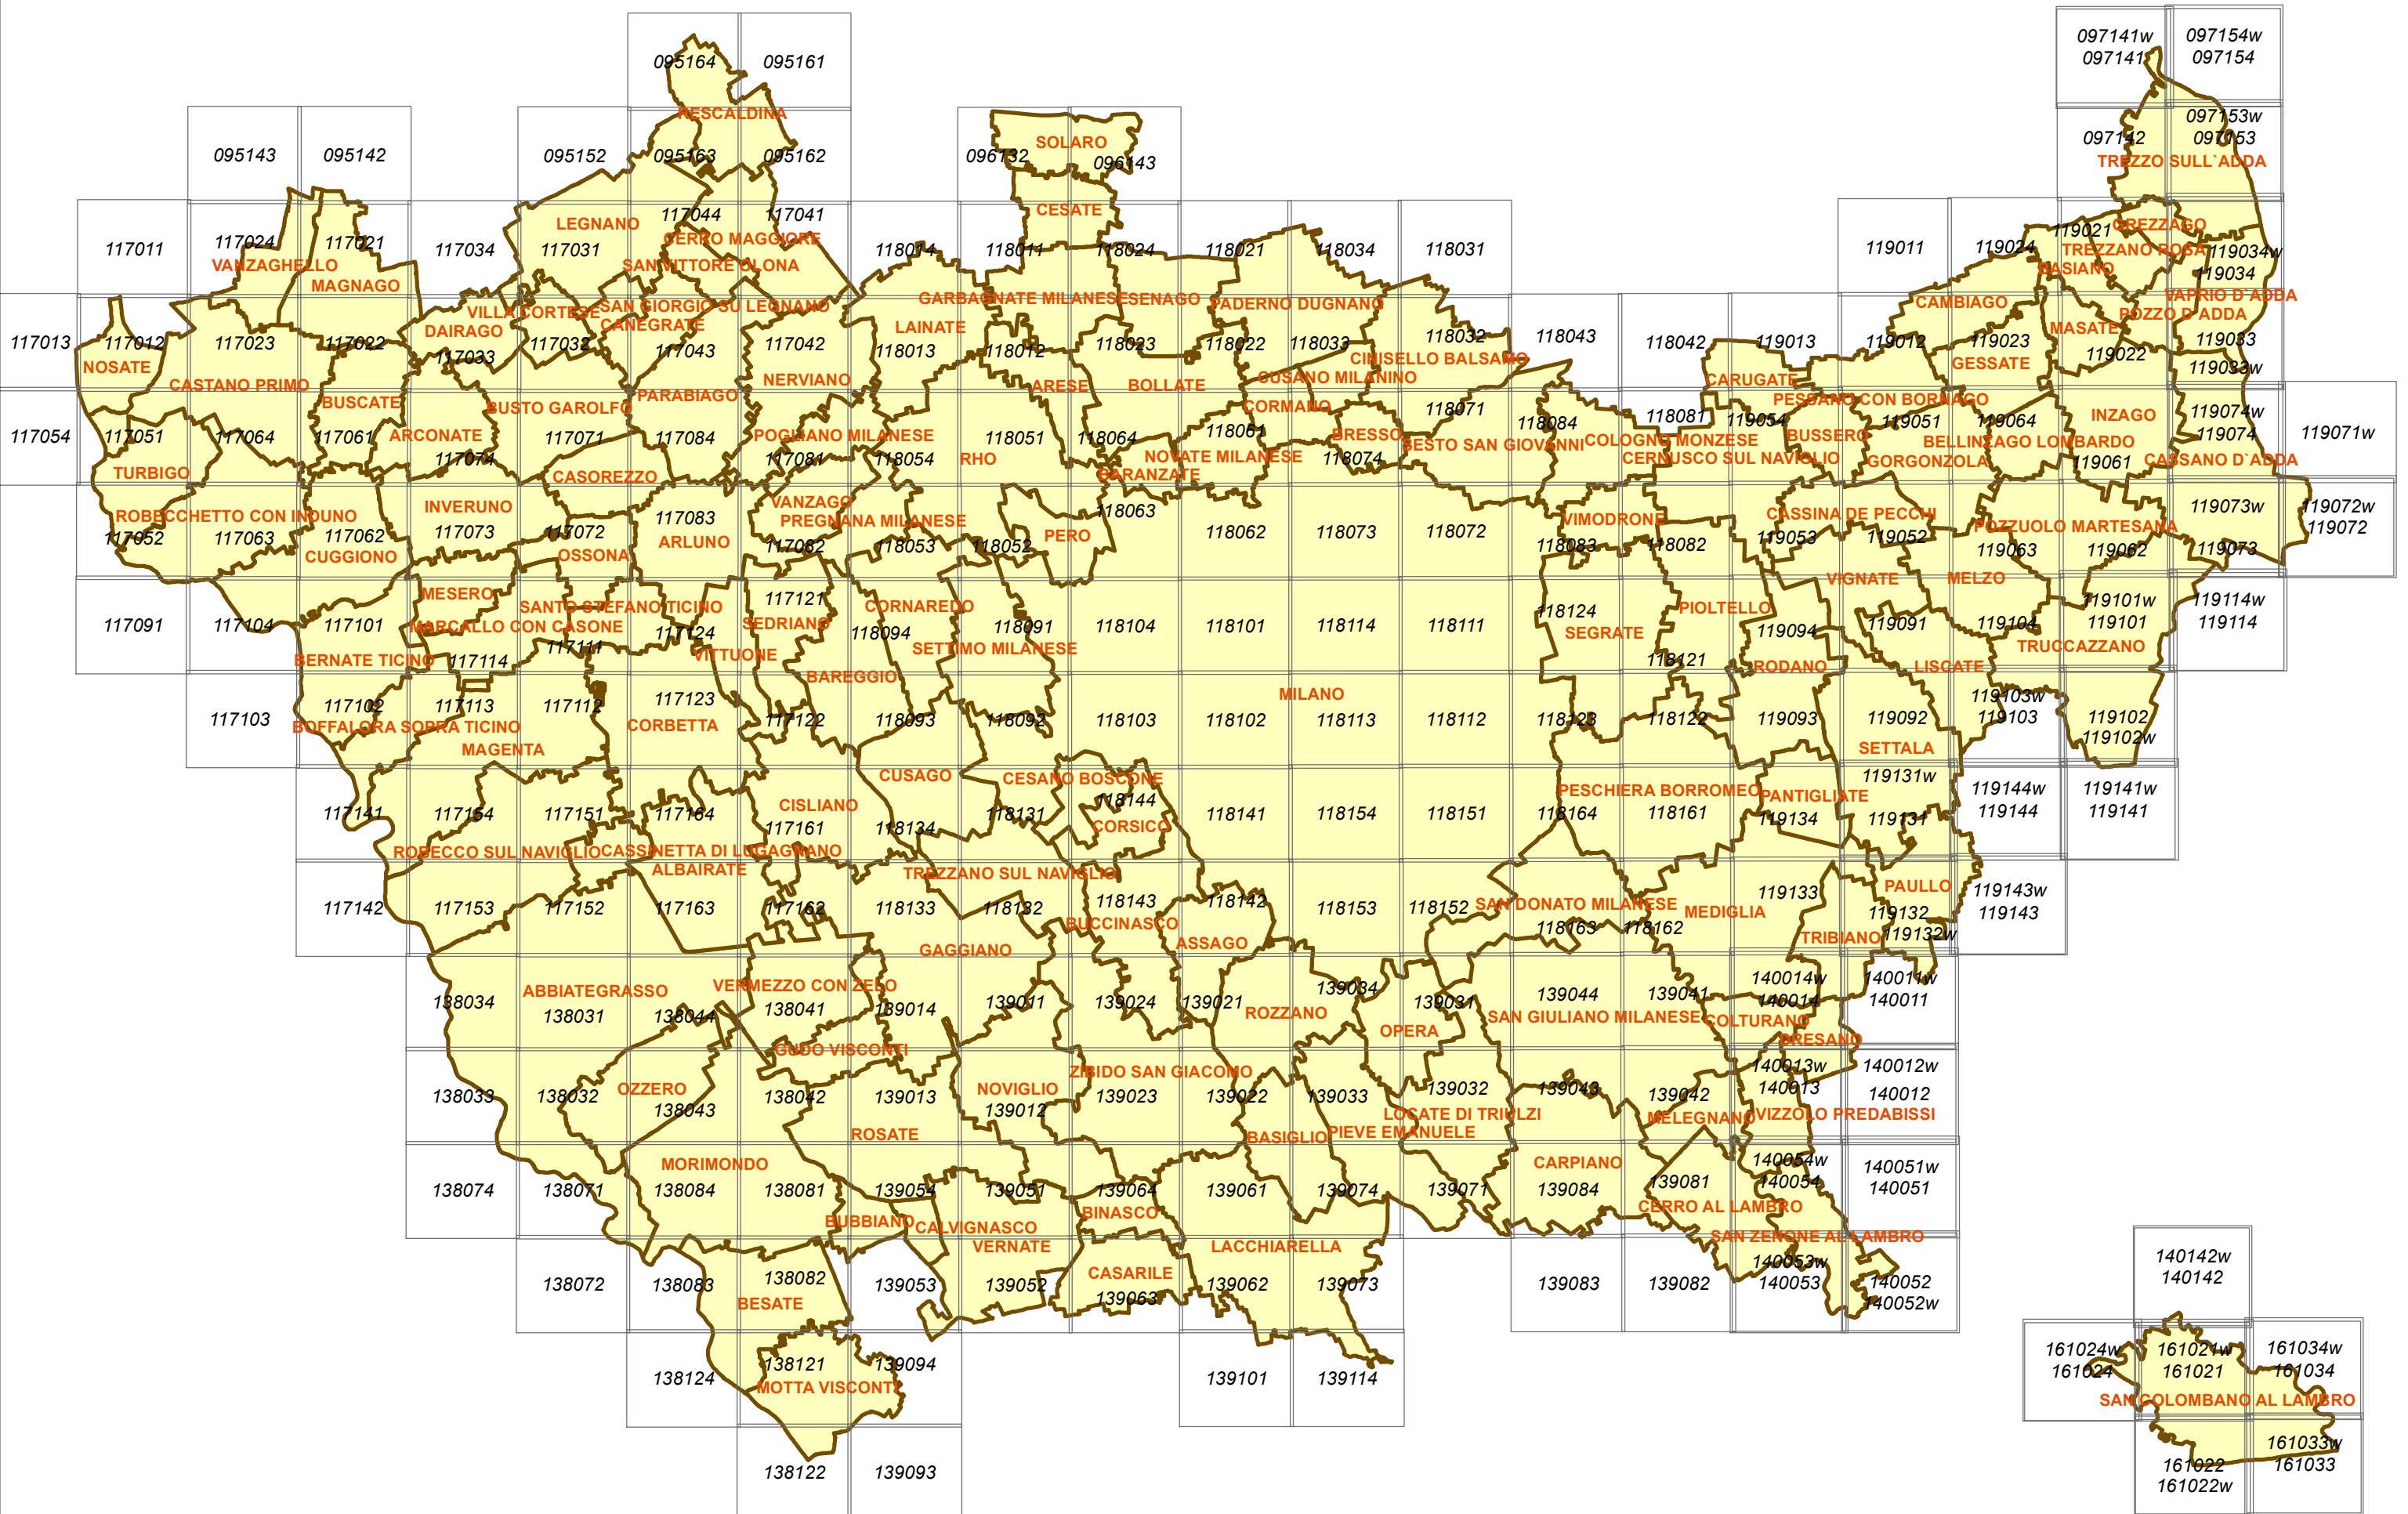 097141w
097154w
097141
097154
095164
095161
RESCALDINA
097153w
097142
097153
SOLARO
095143
095142
095152
095163
095162
096132
096143
TREZZO SULL`ADDA
CESATE
117044
117041
LEGNANO
GREZZAGO
119021
117011
117024
117021
117034
117031
CERRO MAGGIORE
118014
118011
118024
118021
118034
118031
119011
119024
TREZZANO ROSA
119034w
VANZAGHELLO
SAN VITTORE OLONA
BASIANO
119034
MAGNAGO
GARBAGNATE MILANESE
SENAGO
PADERNO DUGNANO
CAMBIAGO
VAPRIO D`ADDA
VILLA CORTESE
SAN GIORGIO SU LEGNANO
POZZO D`ADDA
DAIRAGO
CANEGRATE
LAINATE
MASATE
117013
117012
117023
117022
117033
117032
117043
117042
118013
118012
118023
118022
118033
118032
118043
118042
119013
119012
119023
119022
119033
NOSATE
CINISELLO BALSAMO
GESSATE
119033w
CASTANO PRIMO
NERVIANO
ARESE
BOLLATE
CUSANO MILANINO
CARUGATE
BUSCATE
BUSTO GAROLFO
PARABIAGO
CORMANO
118071
PESSANO CON BORNAGO
119074w
117054
117051
117064
117061
ARCONATE
117071
117084
POGLIANO MILANESE
118051
118064
118061
BRESSO
118084
118081
119054
BUSSERO
119051
119064
INZAGO
119074
119071w
117074
117081
118054
RHO
NOVATE MILANESE
118074
SESTO SAN GIOVANNI
COLOGNO MONZESE
CERNUSCO SUL NAVIGLIO
GORGONZOLA
BELLINZAGO LOMBARDO
119061
CASSANO D`ADDA
TURBIGO
CASOREZZO
BARANZATE
ROBECCHETTO CON INDUNO
INVERUNO
117083
VANZAGO
PREGNANA MILANESE
118063
VIMODRONE
CASSINA DE PECCHI
POZZUOLO MARTESANA
119073w
119072w
117052
117063
117062
117073
117072
ARLUNO
117082
118053
118052
PERO
118062
118073
118072
118083
118082
119053
119052
119063
119062
119073
119072
CUGGIONO
OSSONA
MESERO
SANTO STEFANO TICINO
117121
CORNAREDO
118124
PIOLTELLO
VIGNATE
MELZO
119101w
119114w
117091
117104
117101
MARCALLO CON CASONE
117124
SEDRIANO
118094
118091
118104
118101
118114
118111
SEGRATE
119094
119091
119104
119101
119114
BERNATE TICINO
117114
117111
VITTUONE
SETTIMO MILANESE
118121
RODANO
LISCATE
TRUCCAZZANO
BAREGGIO
MILANO
117103
117102
117113
117112
117123
117122
118093
118092
118103
118102
118113
118112
118123
118122
119093
119092
119103w
119103
119102
119102w
BOFFALORA SOPRA TICINO
MAGENTA
CORBETTA
SETTALA
CUSAGO
CESANO BOSCONE
119131w
117141
117154
117151
117164
CISLIANO
117161
118134
118131
118144
118141
118154
118151
118164
PESCHIERA BORROMEO
118161
PANTIGLIATE
119134
119131
119144w
119144
119141w
119141
CORSICO
ROBECCO SUL NAVIGLIO
CASSINETTA DI LUGAGNANO
ALBAIRATE
TREZZANO SUL NAVIGLIO
PAULLO
117142
117153
117152
117163
117162
118133
118132
118143
118142
118153
118152
SAN DONATO MILANESE
MEDIGLIA
119133
119132
119143w
119143
BUCCINASCO
118163
118162
TRIBIANO
119132w
GAGGIANO
ASSAGO
ABBIATEGRASSO
VERMEZZO CON ZELO
140014w
140011w
138034
138031
138044
138041
139014
139011
139024
139021
ROZZANO
139034
139031
139044
139041
140014
140011
OPERA
SAN GIULIANO MILANESE
COLTURANO
GUDO VISCONTI
DRESANO
OZZERO
NOVIGLIO
ZIBIDO SAN GIACOMO
140013w
140012w
138033
138032
138043
138042
139013
139012
139023
139022
139033
139032
139043
139042
140013
140012
LOCATE DI TRIULZI
MELEGNANO
VIZZOLO PREDABISSI
ROSATE
BASIGLIO
PIEVE EMANUELE
MORIMONDO
CARPIANO
140054w
140051w
138074
138071
138084
138081
139054
139051
139064
139061
139074
139071
139084
139081
140054
140051
BUBBIANO
CALVIGNASCO
BINASCO
CERRO AL LAMBRO
VERNATE
LACCHIARELLA
SAN ZENONE AL LAMBRO
138072
138083
138082
139053
139052
CASARILE
139063
139062
139073
139083
139082
140053w
140053
140052
140052w
140142w
140142
BESATE
138124
138121
139094
139101
139114
161024w
161024
161021w
161021
161034w
161034
MOTTA VISCONTI
SAN COLOMBANO AL LAMBRO
138122
139093
161022
161022w
161033w
161033